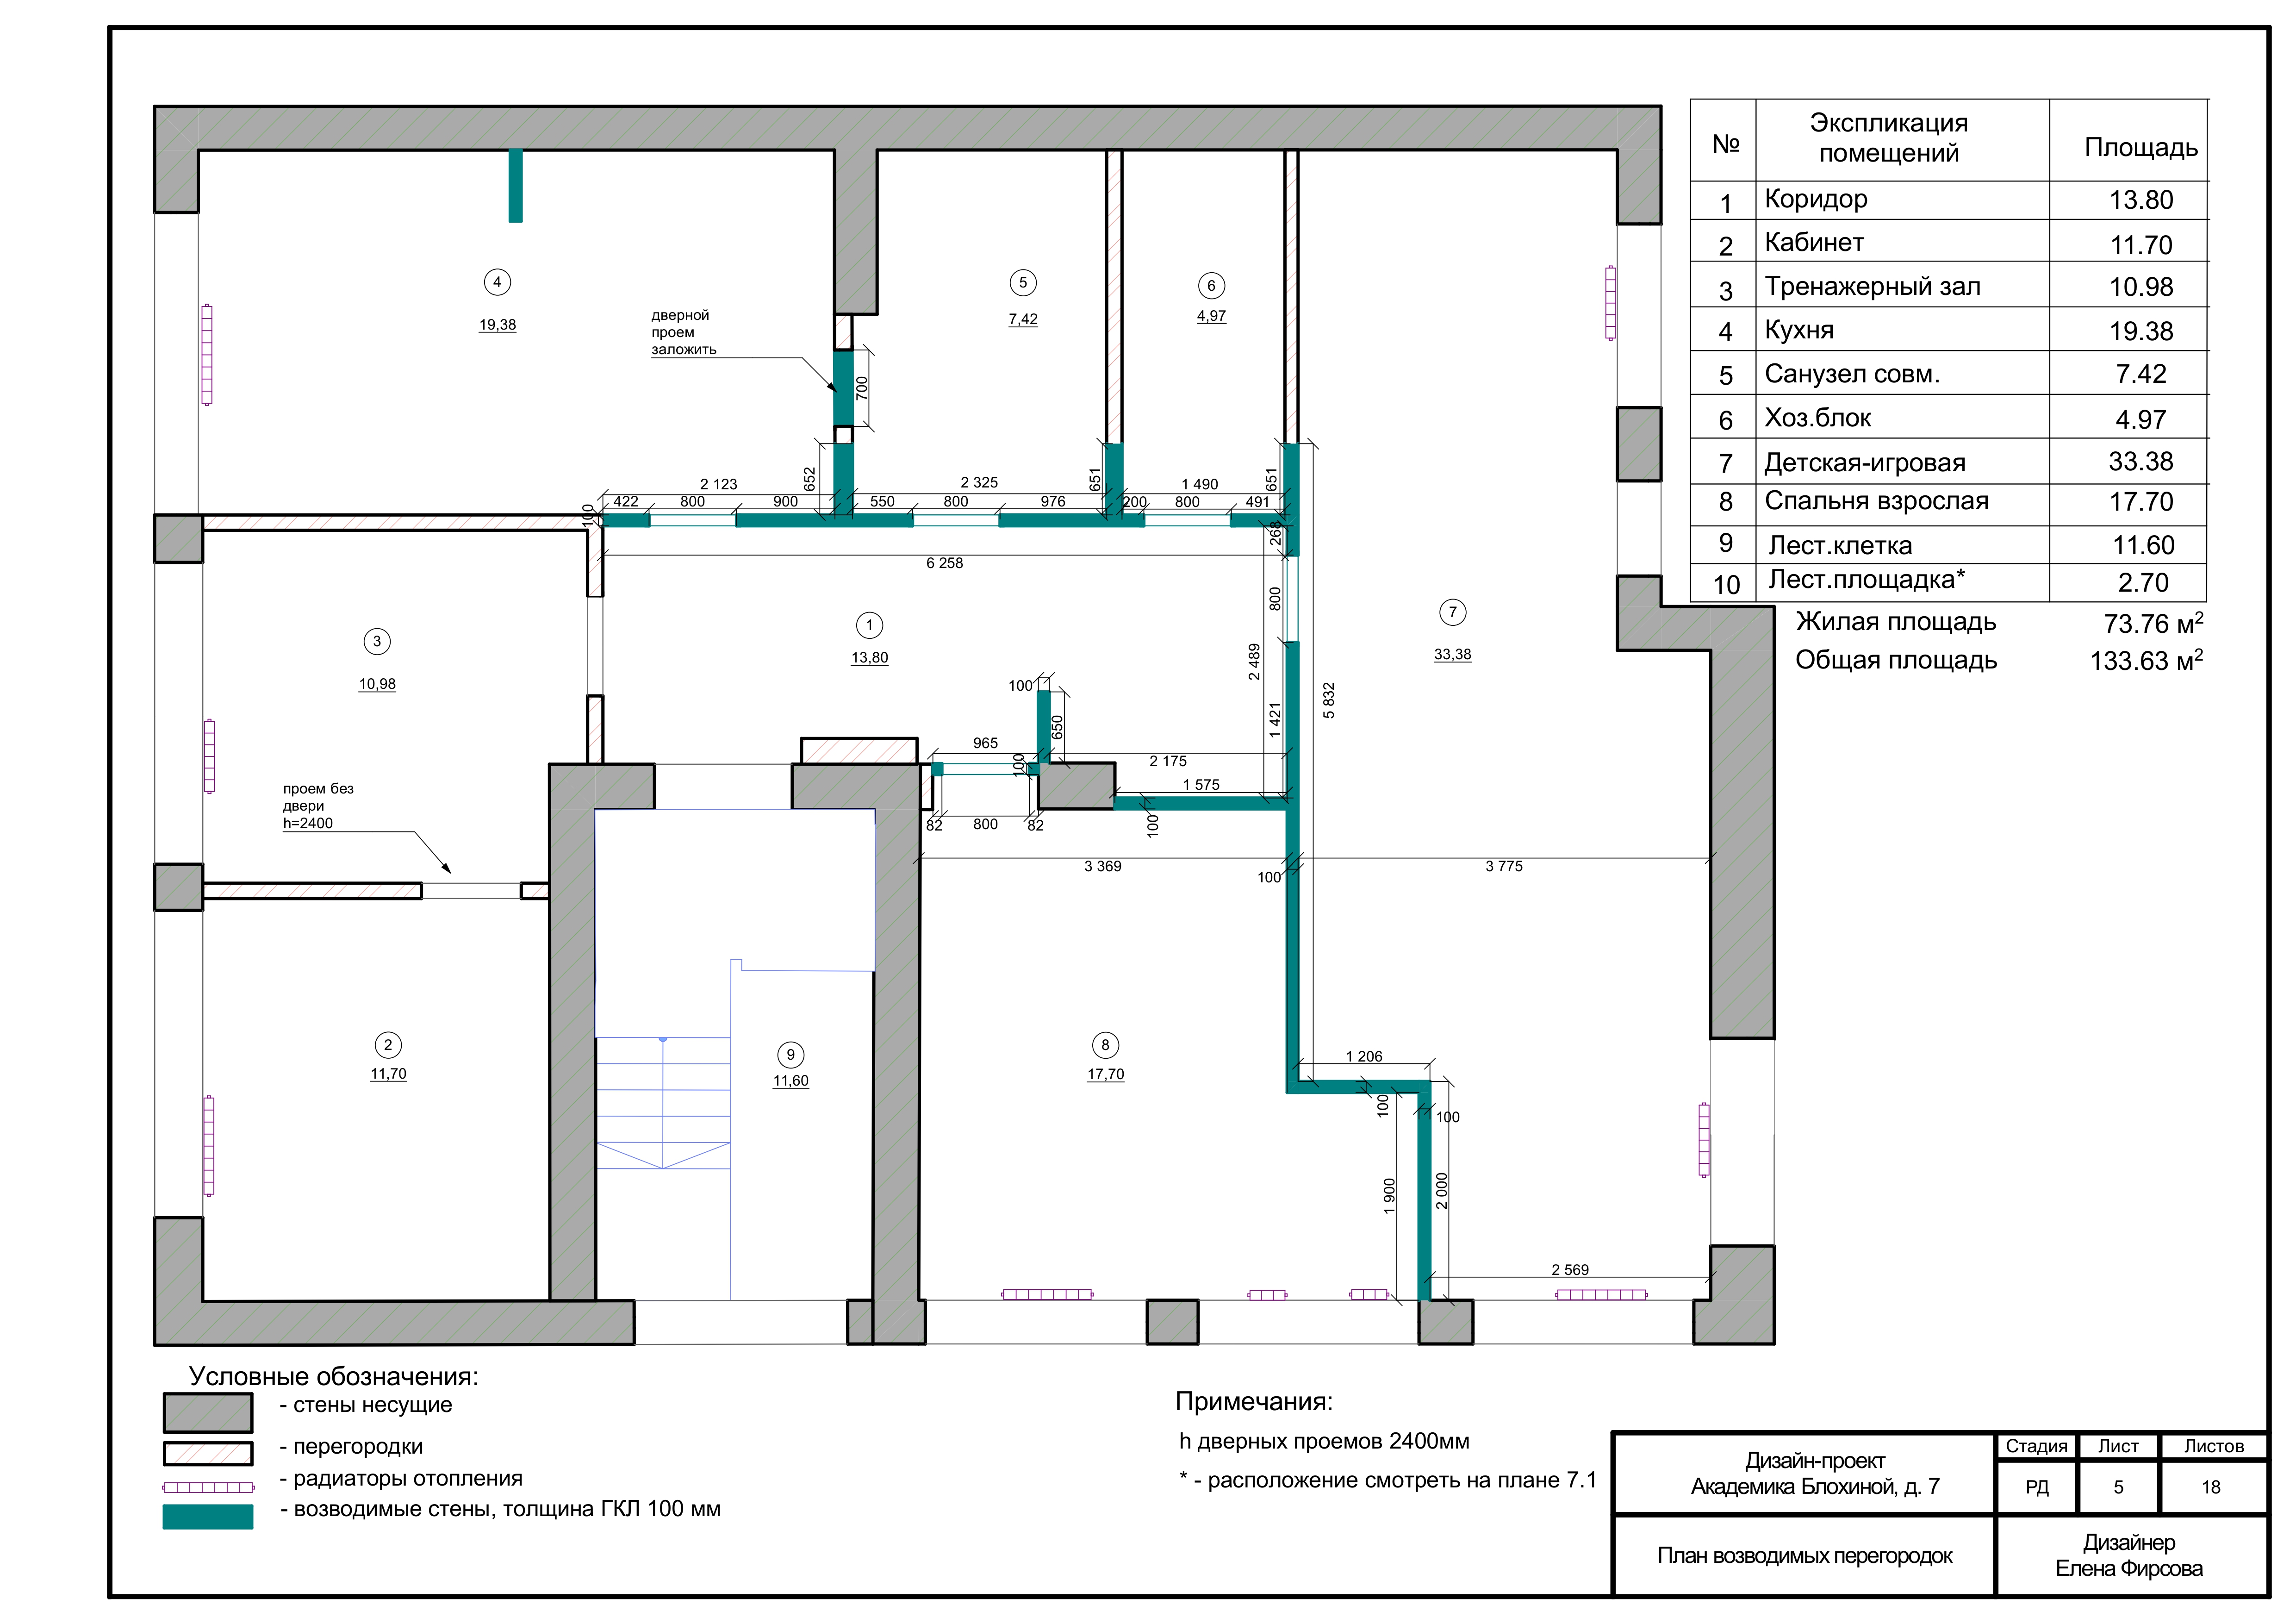 № Экспликация помещений Площадь
1 Коридор 13.80
2 Кабинет 11.70
3 Тренажерный зал 10.98
4 Кухня 19.38
5 Санузел совм. 7.42
6 Хоз.блок 4.97
7 Детская-игровая 33.38
8 Спальня взрослая 17.70
9 Лест.клетка 11.60
10 Лест.площадка* 2.70
Жилая площадь 73.76 м²
Общая площадь 133.63 м²
4
19,38
5
7,42
6
4,97
дверной
проем
заложить
700
652
651
651
2 123
2 325
1 490
422 800 900 550 800 976 200 800 491
100
268
6 258
800
2 489
1 421
5 832
3
10,98
1
13,80
7
33,38
100
650
965
100
2 175
1 575
82 800 82
100
проем без
двери
h=2400
3 369
100
3 775
2
11,70
9
11,60
8
17,70
1 206
100
100
1 900
2 000
2 569
Условные обозначения:
- стены несущие
- перегородки
- радиаторы отопления
- возводимые стены, толщина ГКЛ 100 мм
Примечания:
h дверных проемов 2400мм
* - расположение смотреть на плане 7.1
Дизайн-проект
Академика Блохиной, д. 7
Стадия Лист Листов
РД 5 18
План возводимых перегородок
Дизайнер
Елена Фирсова